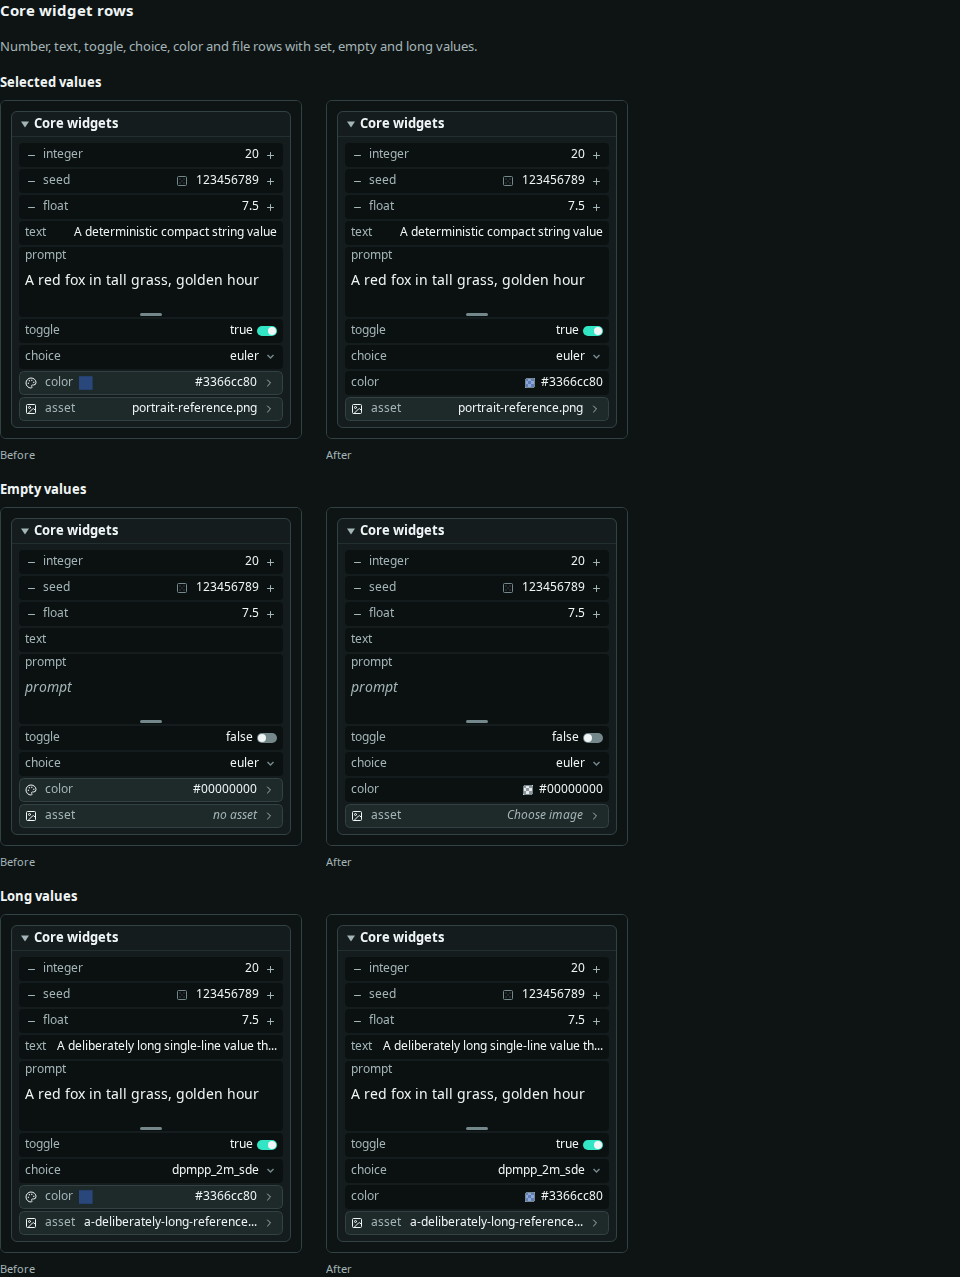 Core widget rows
Number, text, toggle, choice, color and file rows with set, empty and long values.
Selected values
Core widgets
integer 20
seed 123456789
float 7.5
text A deterministic compact string value
prompt
A red fox in tall grass, golden hour
toggle true
choice euler
color #3366cc80
asset portrait-reference.png
Before
Core widgets
integer 20
seed 123456789
float 7.5
text A deterministic compact string value
prompt
A red fox in tall grass, golden hour
toggle true
choice euler
color #3366cc80
asset portrait-reference.png
After
Empty values
Core widgets
integer 20
seed 123456789
float 7.5
text
prompt
prompt
toggle false
choice euler
color #00000000
asset no asset
Before
Core widgets
integer 20
seed 123456789
float 7.5
text
prompt
prompt
toggle false
choice euler
color #00000000
asset Choose image
After
Long values
Core widgets
integer 20
seed 123456789
float 7.5
text A deliberately long single-line value th...
prompt
A red fox in tall grass, golden hour
toggle true
choice dpmpp_2m_sde
color #3366cc80
asset a-deliberately-long-reference...
Before
Core widgets
integer 20
seed 123456789
float 7.5
text A deliberately long single-line value th...
prompt
A red fox in tall grass, golden hour
toggle true
choice dpmpp_2m_sde
color #3366cc80
asset a-deliberately-long-reference...
After